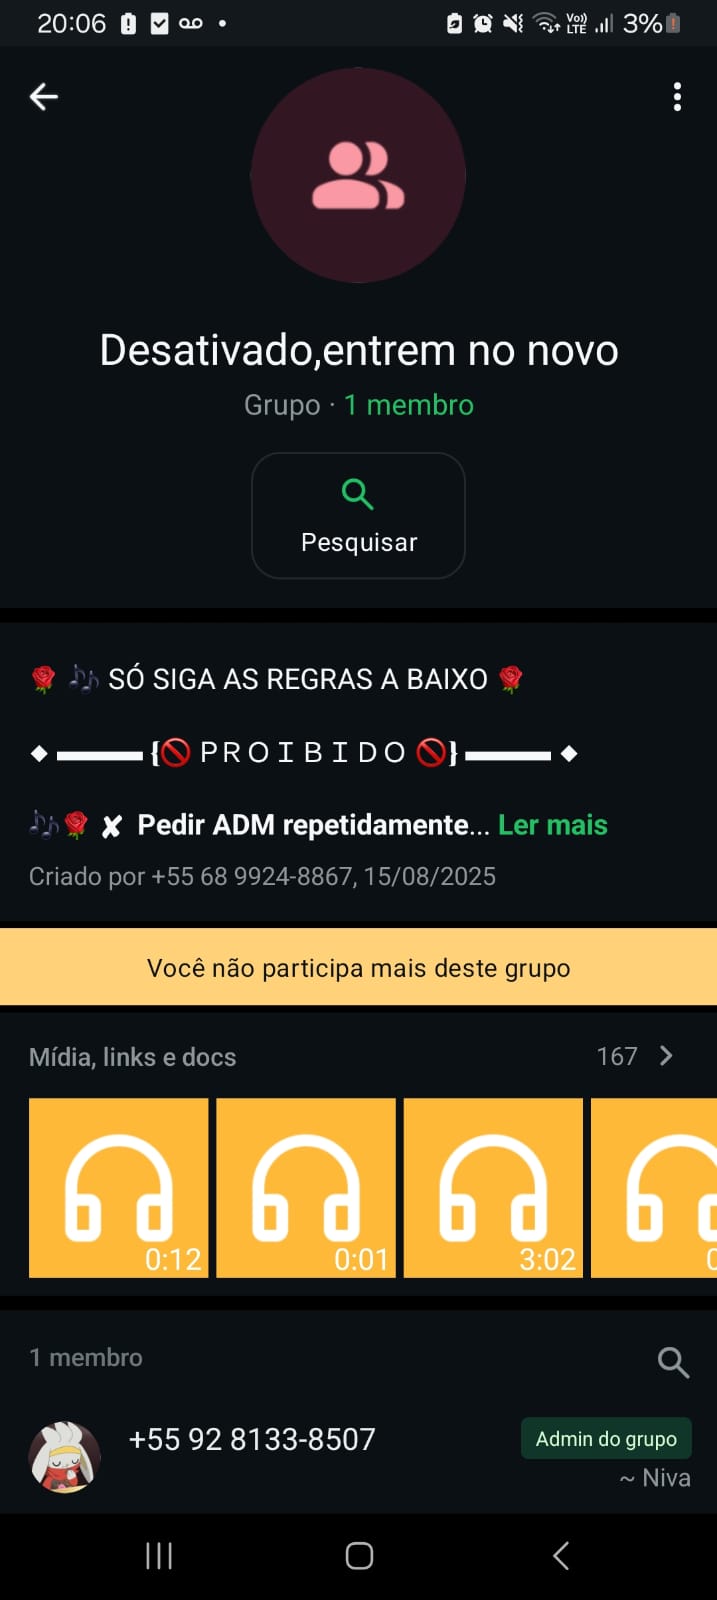 20:06 Vo)) LTE 3%
Desativado,entrem no novo
Grupo · 1 membro
Pesquisar
🌹 🎶 SÓ SIGA AS REGRAS A BAIXO 🌹
◆ ▬▬▬ {🚫 P R O I B I D O 🚫} ▬▬▬ ◆
🎶🌹 ✘ Pedir ADM repetidamente... Ler mais
Criado por +55 68 9924-8867, 15/08/2025
Você não participa mais deste grupo
Mídia, links e docs 167
0:12 0:01 3:02
1 membro
+55 92 8133-8507 Admin do grupo
~ Niva